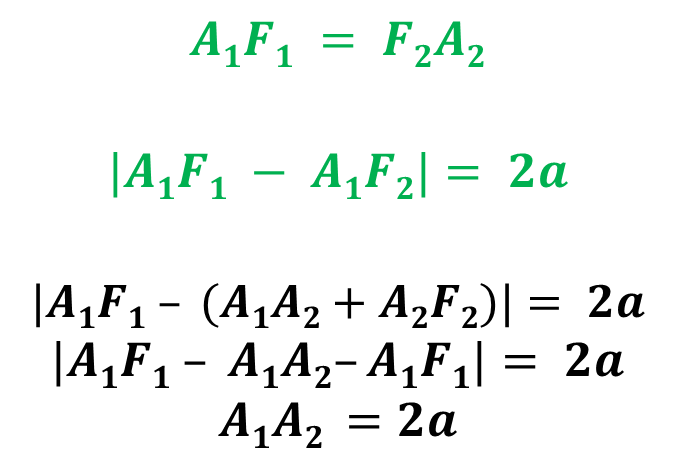 A₁F₁ = F₂A₂
|A₁F₁ − A₁F₂| = 2a
|A₁F₁ – (A₁A₂ + A₂F₂)| = 2a
|A₁F₁ – A₁A₂– A₁F₁| = 2a
A₁A₂ = 2a